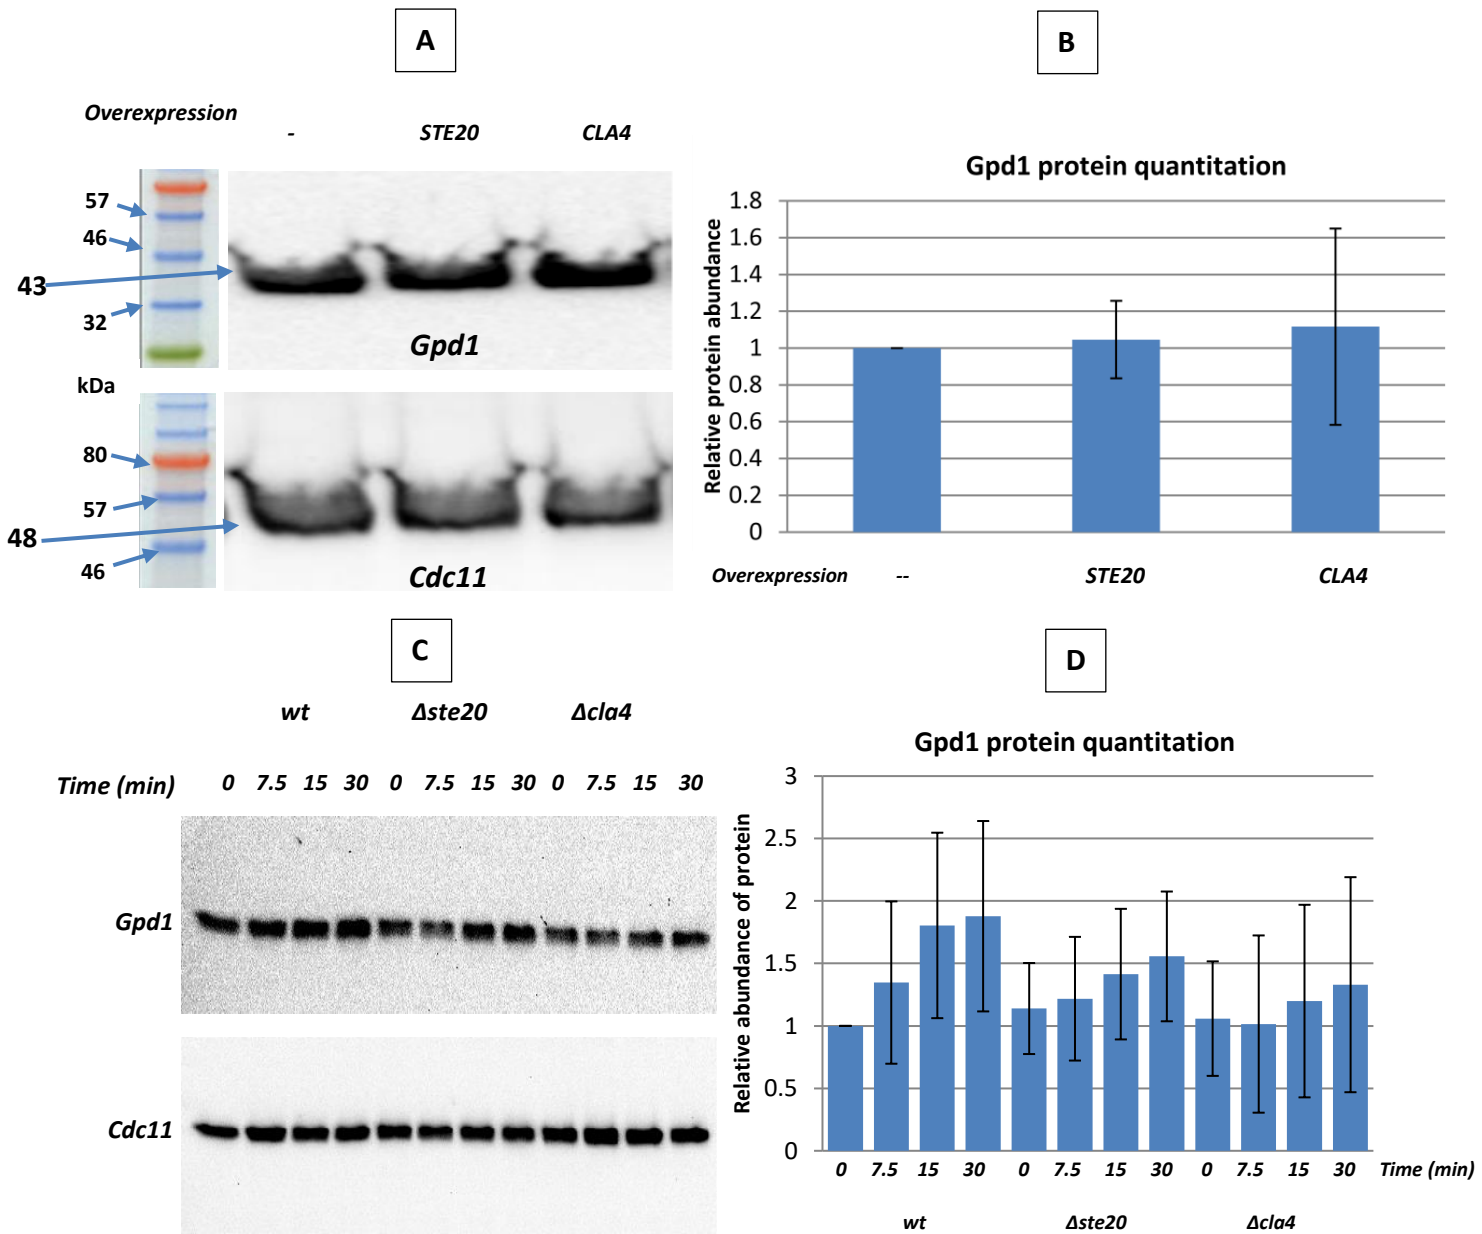 A
Overexpression - STE20 CLA4
57
46
43
32
Gpd1
kDa
80
57
48
46
Cdc11
B
Gpd1 protein quantitation
Relative protein abundance
1.8
1.6
1.4
1.2
1
0.8
0.6
0.4
0.2
0
Overexpression -- STE20 CLA4
C
wt Δste20 Δcla4
Time (min) 0 7.5 15 30 0 7.5 15 30 0 7.5 15 30
Gpd1
Cdc11
D
Gpd1 protein quantitation
Relative abundance of protein
3
2.5
2
1.5
1
0.5
0
0 7.5 15 30 0 7.5 15 30 0 7.5 15 30 Time (min)
wt Δste20 Δcla4